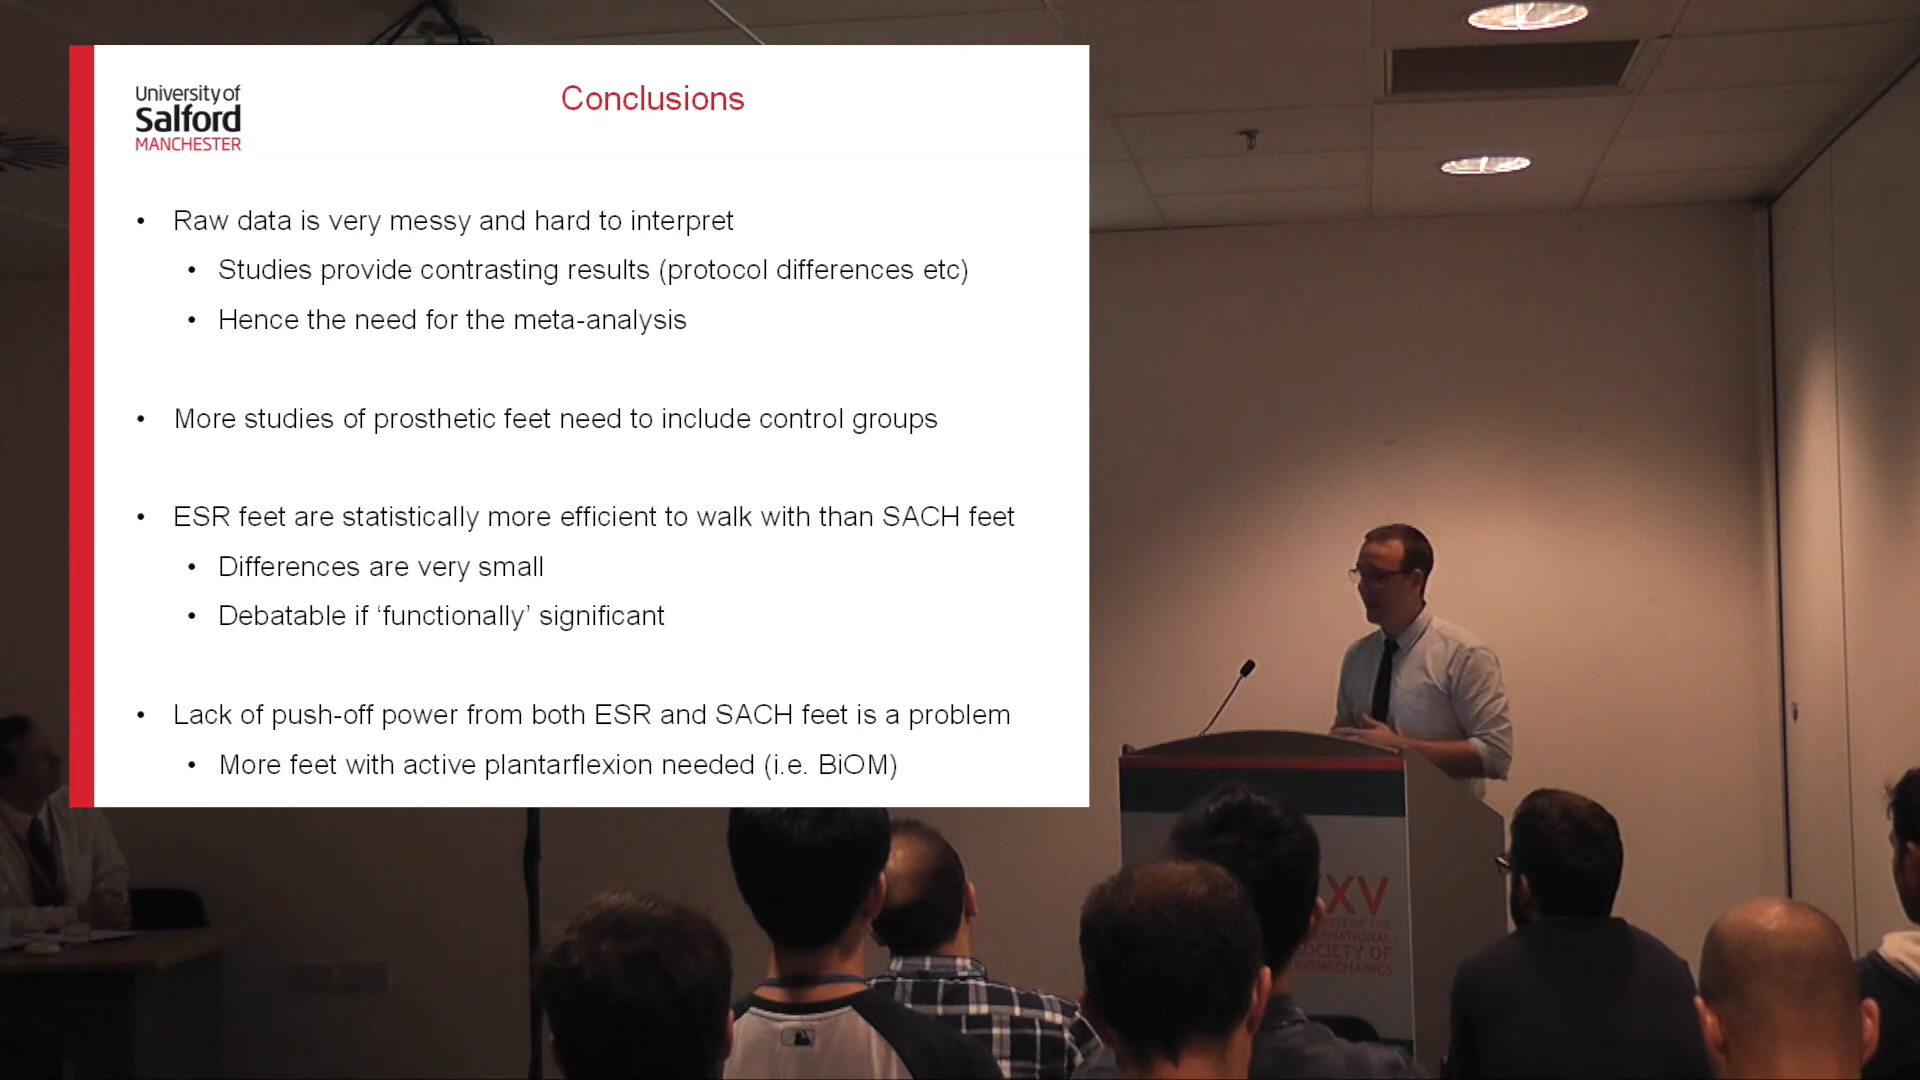 University of
Salford
MANCHESTER
Conclusions
• Raw data is very messy and hard to interpret
• Studies provide contrasting results (protocol differences etc)
• Hence the need for the meta-analysis
• More studies of prosthetic feet need to include control groups
• ESR feet are statistically more efficient to walk with than SACH feet
• Differences are very small
• Debatable if ‘functionally’ significant
• Lack of push-off power from both ESR and SACH feet is a problem
• More feet with active plantarflexion needed (i.e. BiOM)
XV
OF THE
SOCIETY OF
BIOMECHANICS